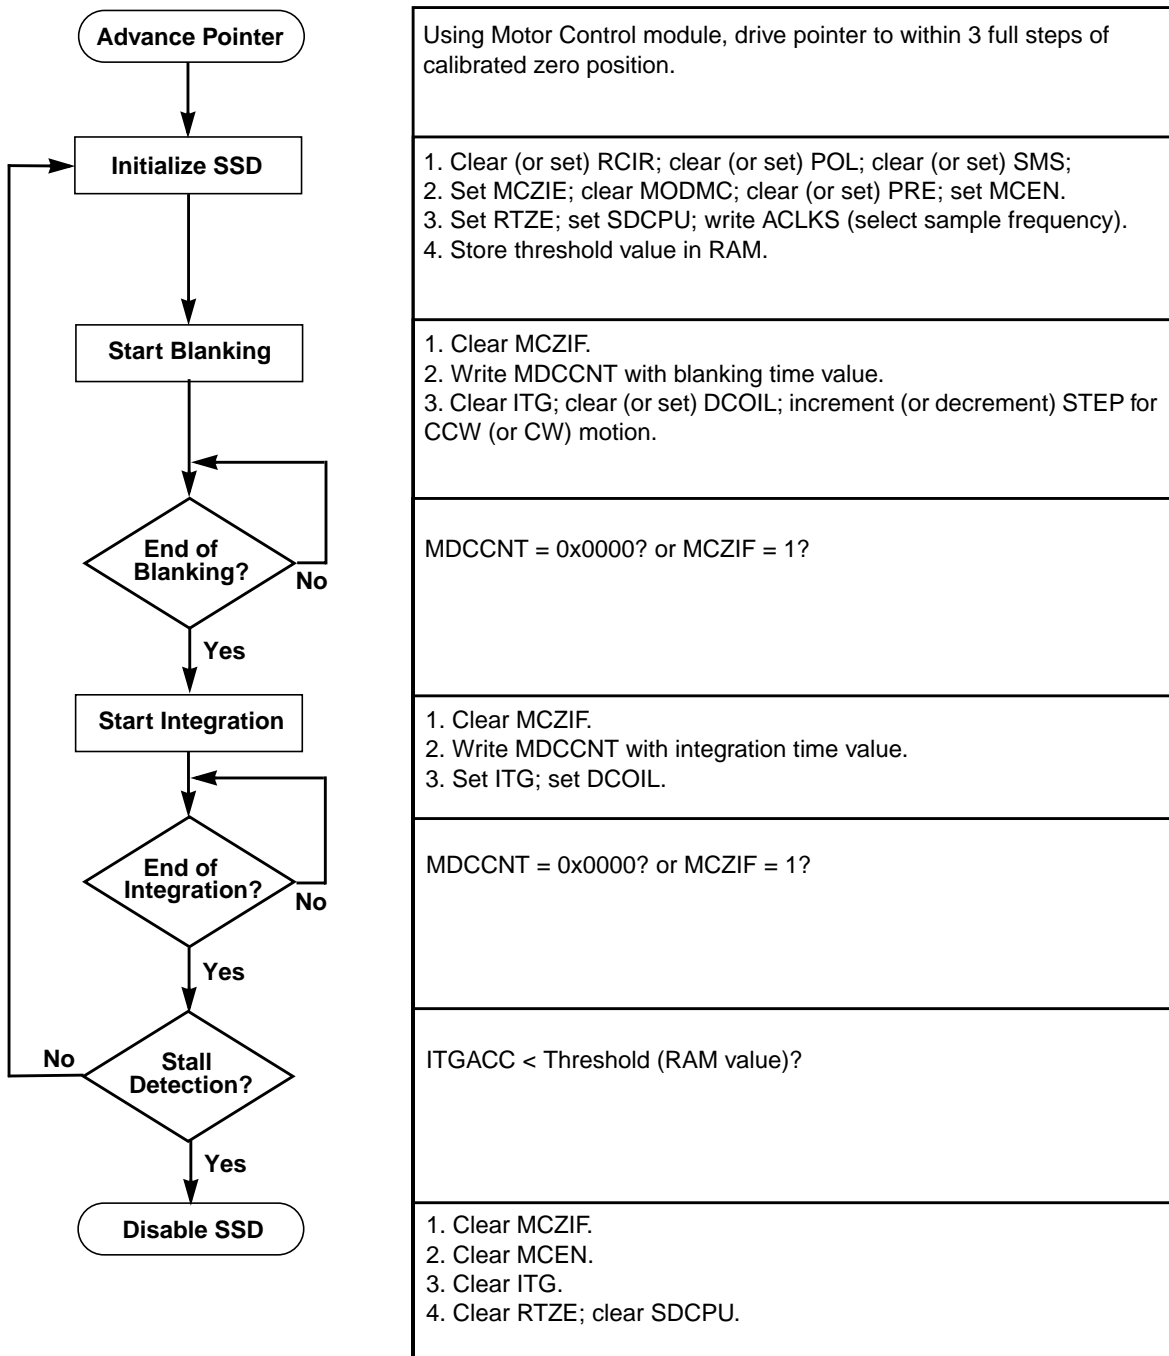 Advance Pointer
Using Motor Control module, drive pointer to within 3 full steps of
calibrated zero position.
Initialize SSD
1. Clear (or set) RCIR; clear (or set) POL; clear (or set) SMS;
2. Set MCZIE; clear MODMC; clear (or set) PRE; set MCEN.
3. Set RTZE; set SDCPU; write ACLKS (select sample frequency).
4. Store threshold value in RAM.
Start Blanking
1. Clear MCZIF.
2. Write MDCCNT with blanking time value.
3. Clear ITG; clear (or set) DCOIL; increment (or decrement) STEP for
CCW (or CW) motion.
End of
Blanking?
No
Yes
MDCCNT = 0x0000? or MCZIF = 1?
Start Integration
1. Clear MCZIF.
2. Write MDCCNT with integration time value.
3. Set ITG; set DCOIL.
End of
Integration?
No
Yes
MDCCNT = 0x0000? or MCZIF = 1?
No
Stall
Detection?
Yes
ITGACC < Threshold (RAM value)?
Disable SSD
1. Clear MCZIF.
2. Clear MCEN.
3. Clear ITG.
4. Clear RTZE; clear SDCPU.